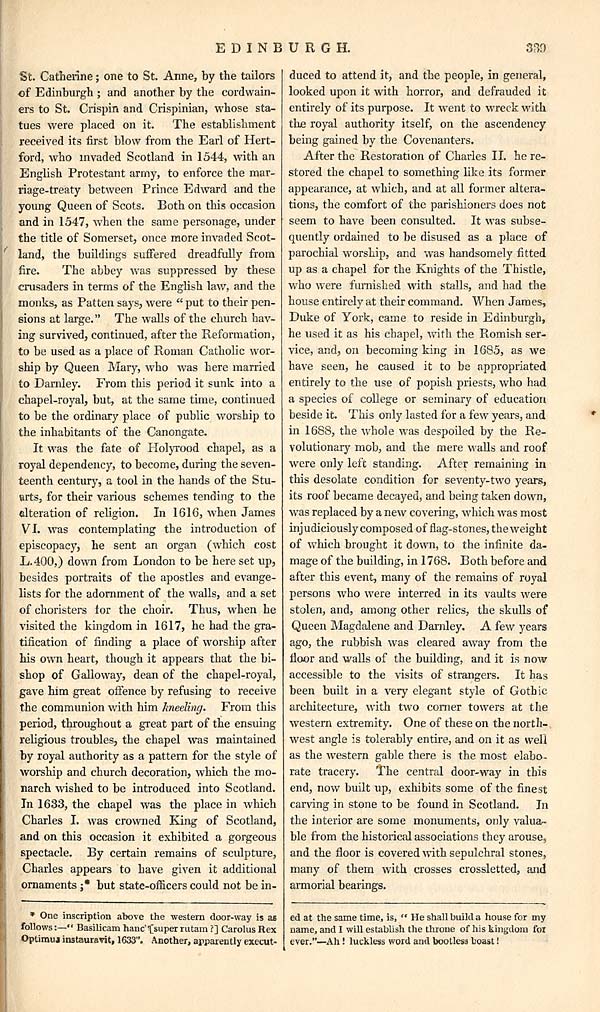 EDINBURGH.
339
St. Catherine; one to St. Anne, by the tailors
of Edinburgh; and another by the cordwain-
ers to St. Crispin and Crispinian, whose sta-
tues were placed on it. The establishment
received its first blow from the Earl of Hert-
ford, who invaded Scotland in 1544, with an
English Protestant army, to enforce the mar-
riage-treaty between Prince Edward and the
young Queen of Scots. Both on this occasion
and in 1547, when the same personage, under
the title of Somerset, once more invaded Scot-
land, the buildings suffered dreadfully from
fire. The abbey was suppressed by these
crusaders in terms of the English law, and the
monks, as Patten says, were "put to their pen-
sions at large." The walls of the church hav-
ing survived, continued, after the Reformation,
to be used as a place of Roman Catholic wor-
ship by Queen Mary, who was here married
to Darnley. From this period it sunk into a
chapel-royal, but, at the same time, continued
to be the ordinary place of public worship to
the inhabitants of the Canongate.
It was the fate of Holyrood chapel, as a
royal dependency, to become, during the seven-
teenth century, a tool in the hands of the Stu-
arts, for their various schemes tending to the
alteration of religion. In 1616, when James
VI. was contemplating the introduction of
episcopacy, he sent an organ (which cost
L.400,) down from London to be here set up,
besides portraits of the apostles and evange-
lists for the adornment of the walls, and a set
of choristers for the choir. Thus, when he
visited the kingdom in 1617, he had the gra-
tification of finding a place of worship after
his own heart, though it appears that the bi-
shop of Galloway, dean of the chapel-royal,
gave him great offence by refusing to receive
the communion with him kneeling. From this
period, throughout a great part of the ensuing
religious troubles, the chapel was maintained
by royal authority as a pattern for the style of
worship and church decoration, which the mo-
narch wished to be introduced into Scotland.
In 1633, the chapel was the place in which
Charles I. was crowned King of Scotland,
and on this occasion it exhibited a gorgeous
spectacle. By certain remains of sculpture,
Charles appears to have given it additional
ornaments;* but state-officers could not be in-
* One inscription above the western door-way is as
follows:—" Basilicam hanc [super rutam ?] Carolus Rex
Optimus instauravit, 1633". Another, apparently execut-
duced to attend it, and the people, in general,
looked upon it with horror, and defrauded it
entirely of its purpose. It went to wreck with
the royal authority itself, on the ascendency
being gained by the Covenanters.
After the Restoration of Charles II. he re-
stored the chapel to something like its former
appearance, at which, and at all former altera-
tions, the comfort of the parishioners does not
seem to have been consulted. It was subse-
quently ordained to be disused as a place of
parochial worship, and was handsomely fitted
up as a chapel for the Knights of the Thistle,
who were furnished with stalls, and had the
house entirely at their command. When James,
Duke of York, came to reside in Edinburgh,
he used it as his chapel, with the Romish ser-
vice, and, on becoming king in 1685, as we
have seen, he caused it to be appropriated
entirely to the use of popish priests, who had
a species of college or seminary of education
beside it. This only lasted for a few years, and
in 1688, the whole was despoiled by the Re-
volutionary mob, and the mere walls and roof
were only left standing. After remaining in
this desolate condition for seventy-two years,
its roof became decayed, and being taken down,
was replaced by a new covering, which was most
injudiciously composed of flag-stones, the weight
of which brought it down, to the infinite da-
mage of the building, in 1768. Both before and
after this event, many of the remains of royal
persons who were interred in its vaults were
stolen, and, among other relics, the skulls of
Queen Magdalene and Darnley. A few years
ago, the rubbish was cleared away from the
floor and walls of the building, and it is now
accessible to the visits of strangers. It has
been built in a very elegant style of Gothic
architecture, with two corner towers at the
western extremity. One of these on the north-
west angle is tolerably entire, and on it as well
as the western gable there is the most elabo-
rate tracery. The central door-way in this
end, now built up, exhibits some of the finest
carving in stone to be found in Scotland. In
the interior are some monuments, only valua-
ble from the historical associations they arouse,
and the floor is covered with sepulchral stones,
many of them with crosses crossletted, and
armorial bearings.
ed at the same time, is, " He shall build a house for my
name, and I will establish the throne of his kingdom for
ever."—Ah! luckless word and bootless boast!